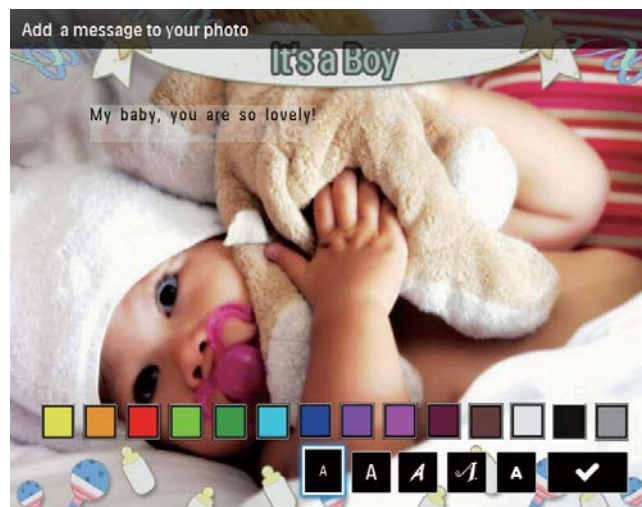 Add a message to your photo
It's a Boy
My baby, you are so lovely!
A A A A A